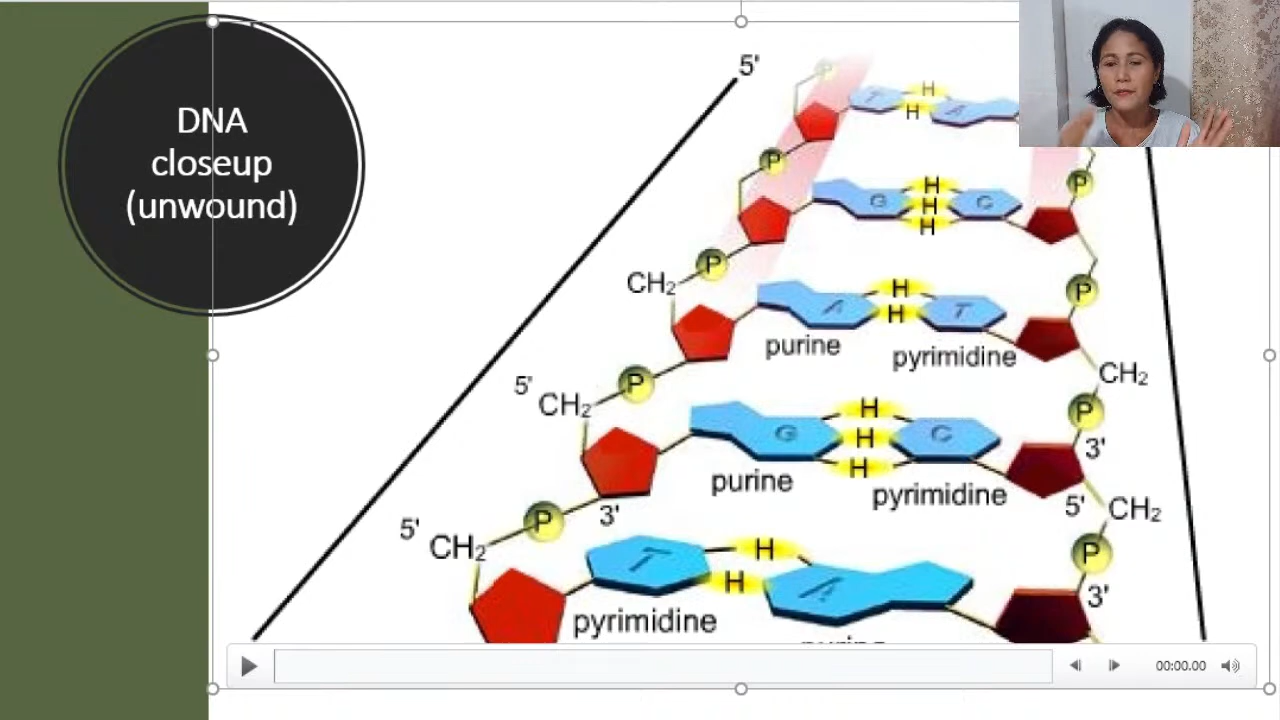 DNA
closeup
(unwound)
5'
P
T
H
H
A
P
P
G
H
H
H
C
P
CH2
A
H
H
T
P
purine
pyrimidine
CH2
5'
CH2
P
G
H
H
H
C
P
3'
purine
pyrimidine
5'
CH2
3'
5'
CH2
P
T
H
H
A
P
3'
pyrimidine
purine
00:00.00